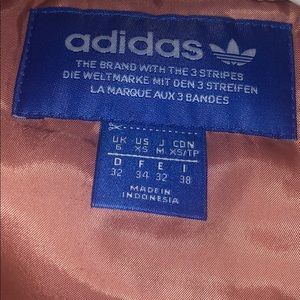 adidas
THE BRAND WITH THE 3 STRIPES
DIE WELTMARKE MIT DEN 3 STREIFEN
LA MARQUE AUX 3 BANDES
UK US J CDN
6 XS M XS/TP
D F E I
32 34 32 38
MADE IN
INDONESIA